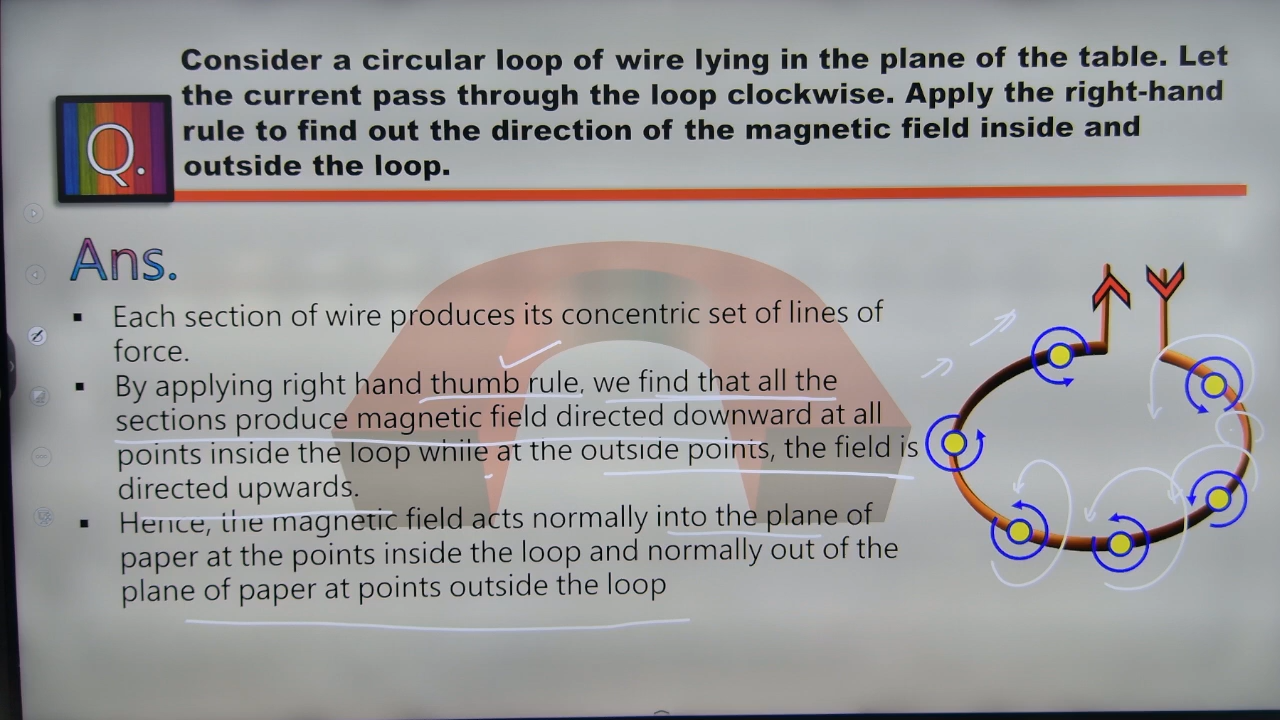 Consider a circular loop of wire lying in the plane of the table. Let
the current pass through the loop clockwise. Apply the right-hand
rule to find out the direction of the magnetic field inside and
outside the loop.
Q.
Ans.
▪ Each section of wire produces its concentric set of lines of
force.
▪ By applying right hand thumb rule, we find that all the
sections produce magnetic field directed downward at all
points inside the loop while at the outside points, the field is
directed upwards.
▪ Hence, the magnetic field acts normally into the plane of
paper at the points inside the loop and normally out of the
plane of paper at points outside the loop